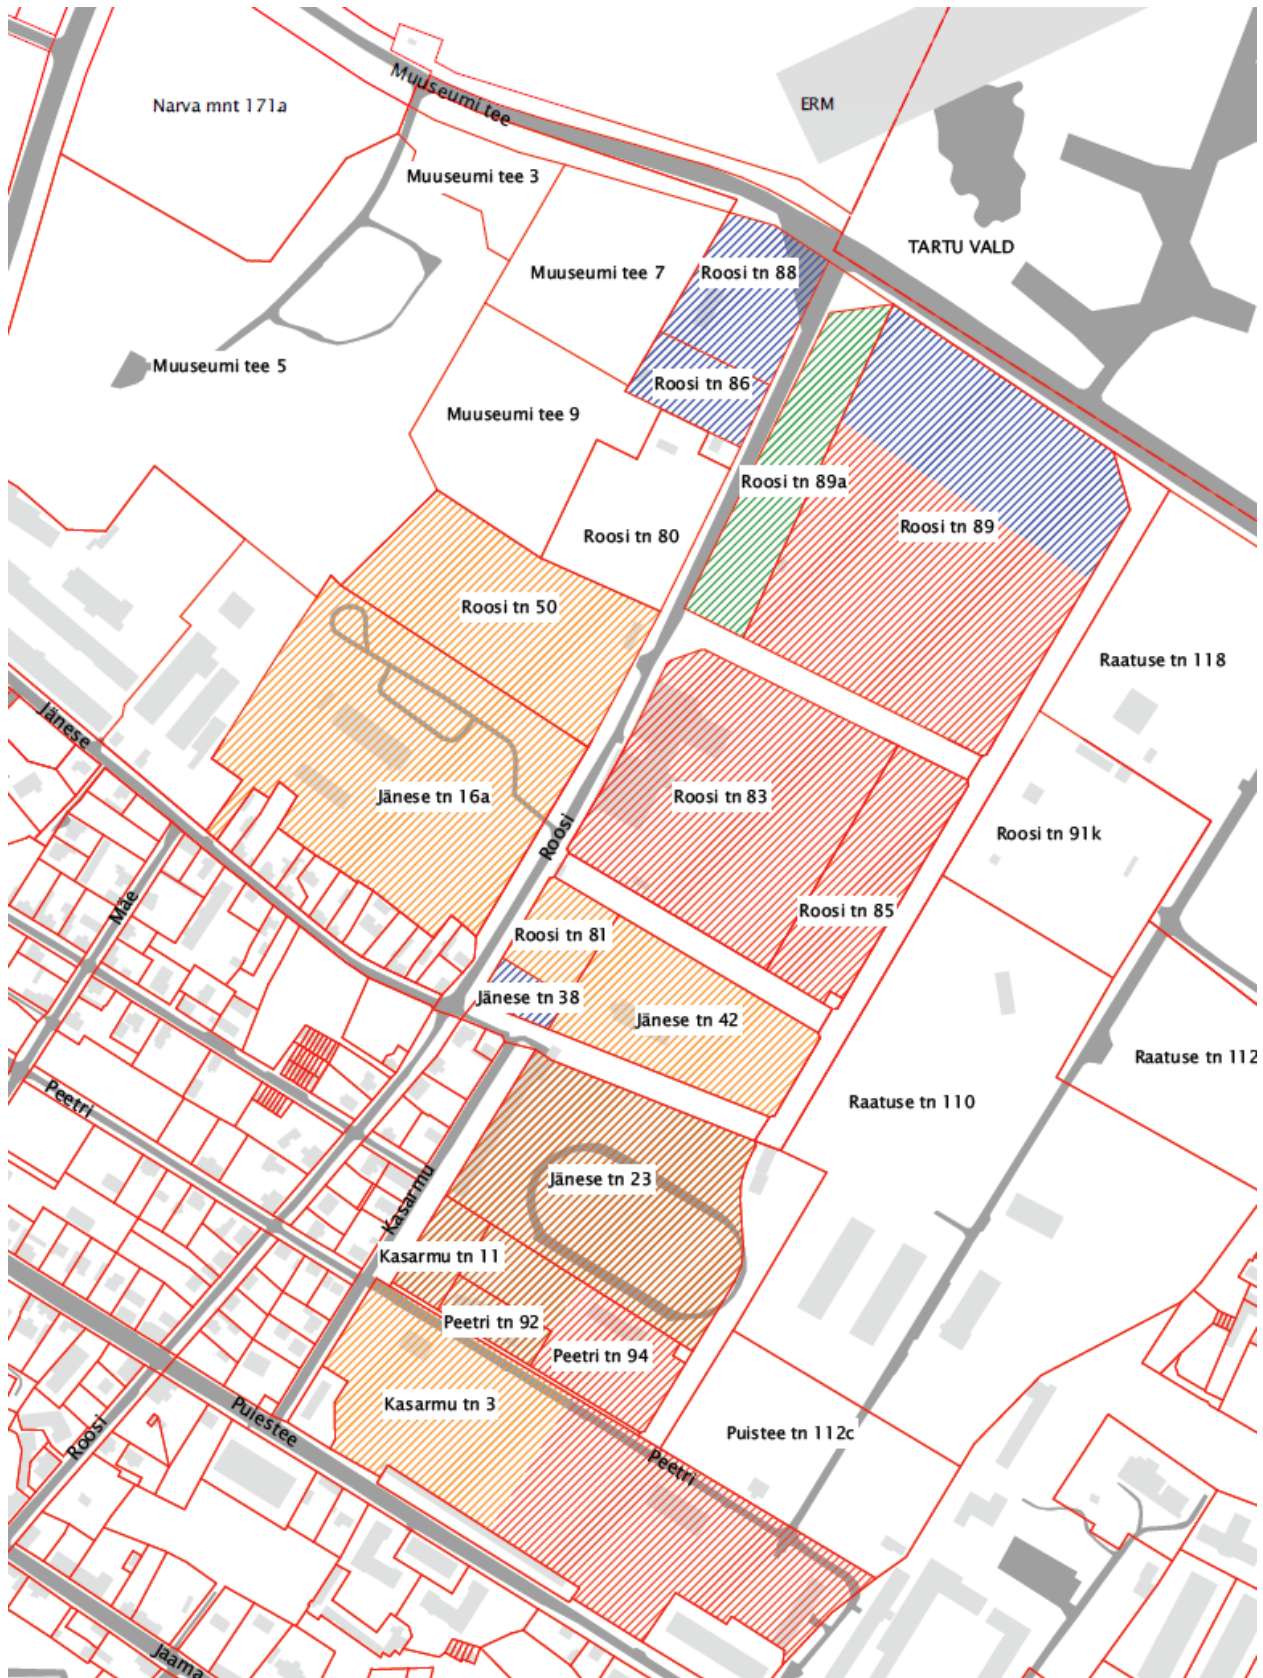 Muuseumi tee
Narva mnt 171a
ERM
Muuseumi tee 3
TARTU VALD
Muuseumi tee 7
Roosi tn 88
Muuseumi tee 5
Roosi tn 86
Muuseumi tee 9
Roosi tn 89a
Roosi tn 89
Roosi tn 80
Roosi tn 50
Raatuse tn 118
Jänese
Jänese tn 16a
Roosi tn 83
Roosi
Roosi tn 91k
Mäe
Roosi tn 85
Roosi tn 81
Jänese tn 38
Jänese tn 42
Raatuse tn 112
Peetri
Raatuse tn 110
Jänese tn 23
Kasarmu
Kasarmu tn 11
Peetri tn 92
Peetri tn 94
Kasarmu tn 3
Puiestee
Roosi
Puistee tn 112c
Peetri
Jaama